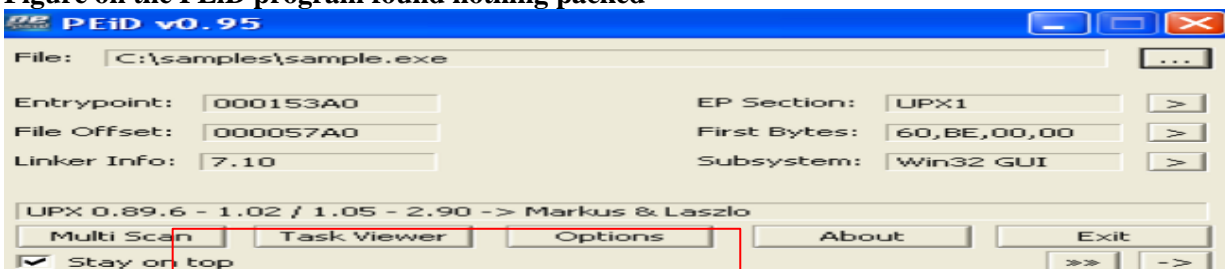 Figure on the PEiD program found nothing packed
PEiD v0.95
File: C:\samples\sample.exe ...
Entrypoint: 000153A0 EP Section: UPX1 >
File Offset: 000057A0 First Bytes: 60,BE,00,00 >
Linker Info: 7.10 Subsystem: Win32 GUI >
UPX 0.89.6 - 1.02 / 1.05 - 2.90 -> Markus & Laszlo
Multi Scan Task Viewer Options About Exit
Stay on top >> ->